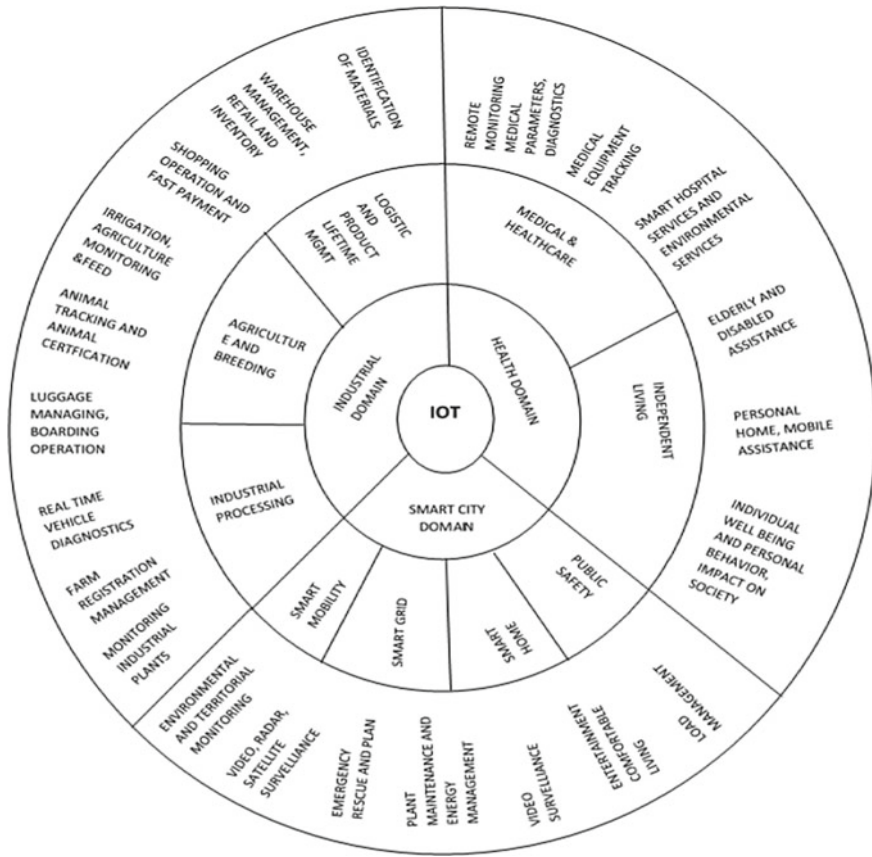 IOT
INDUSTRIAL
DOMAIN
HEALTH DOMAIN
SMART CITY
DOMAIN
LOGISTIC
AND
PRODUCT
LIFETIME
MGMT
AGRICULTUR
E AND
BREEDING
INDUSTRIAL
PROCESSING
MEDICAL &
HEALTHCARE
INDEPENDENT
LIVING
PUBLIC
SAFETY
SMART
HOME
SMART GRID
SMART
MOBILITY
IDENTIFICATION
OF MATERIALS
WAREHOUSE
MANAGEMENT,
RETAIL AND
INVENTORY
SHOPPING
OPERATION AND
FAST PAYMENT
IRRIGATION,
AGRICULTURE
MONITORING
&FEED
ANIMAL
TRACKING AND
ANIMAL
CERTFICATION
LUGGAGE
MANAGING,
BOARDING
OPERATION
REAL TIME
VEHICLE
DIAGNOSTICS
FARM
REGISTRATION
MANAGEMENT
MONITORING
INDUSTRIAL
PLANTS
REMOTE
MONITORING
MEDICAL
PARAMETERS,
DIAGNOSTICS
MEDICAL
EQUIPMENT
TRACKING
SMART HOSPITAL
SERVICES AND
ENVIRONMENTAL
SERVICES
ELDERLY AND
DISABLED
ASSISTANCE
PERSONAL
HOME, MOBILE
ASSISTANCE
INDIVIDUAL
WELL BEING
AND PERSONAL
BEHAVIOR,
IMPACT ON
SOCIETY
ENVIRONMENTAL
AND TERRITORIAL
MONITORING
VIDEO, RADAR,
SATELLITE
SURVELLIANCE
EMERGENCY
RESCUE AND PLAN
PLANT
MAINTENANCE AND
ENERGY
MANAGEMENT
VIDEO
SURVELLIANCE
ENTERTAINMENT
COMFORTABLE
LIVING
LOAD
MANAGEMENT